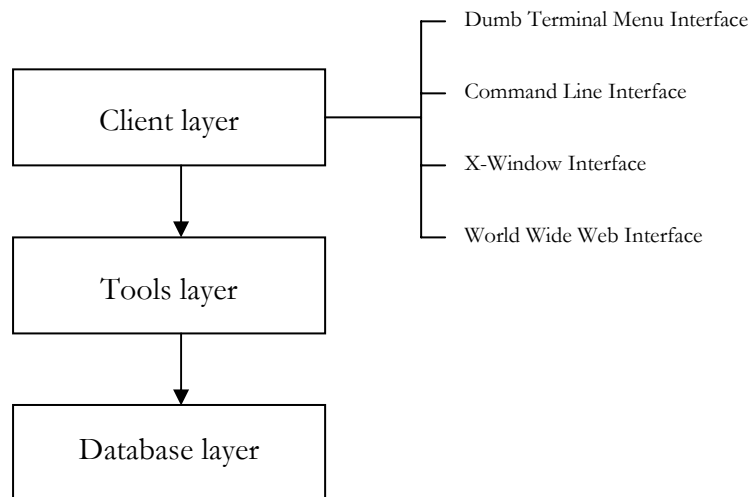 Dumb Terminal Menu Interface
Client layer
Command Line Interface
X-Window Interface
World Wide Web Interface
Tools layer
Database layer